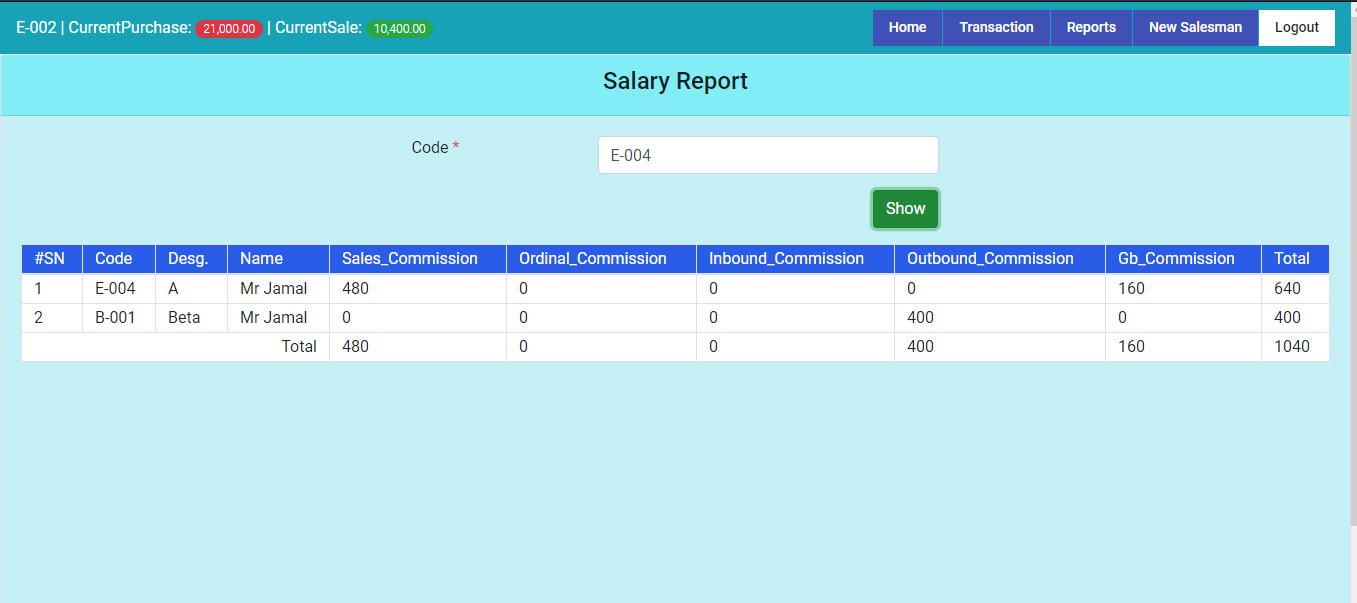 E-002 | CurrentPurchase: 21,000.00 | CurrentSale: 10,400.00 Home Transaction Reports New Salesman Logout
Salary Report
Code *
E-004
Show
#SN Code Desg. Name Sales_Commission Ordinal_Commission Inbound_Commission Outbound_Commission Gb_Commission Total
1 E-004 A Mr Jamal 480 0 0 0 160 640
2 B-001 Beta Mr Jamal 0 0 0 400 0 400
Total 480 0 0 400 160 1040